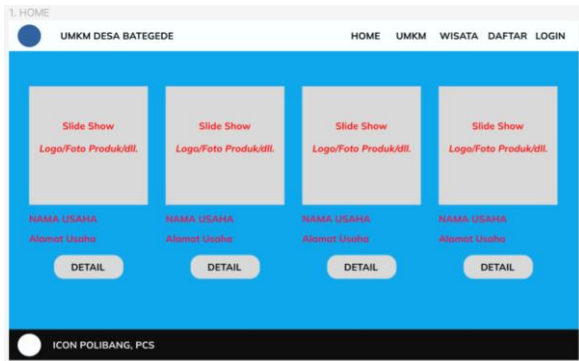 1. HOME
UMKM DESA BATEGEDE
HOME UMKM WISATA DAFTAR LOGIN
Slide Show Slide Show Slide Show Slide Show
Logo/Foto Produk/dll. Logo/Foto Produk/dll. Logo/Foto Produk/dll. Logo/Foto Produk/dll.
NAMA USAHA NAMA USAHA NAMA USAHA NAMA USAHA
Alamat Usaha Alamat Usaha Alamat Usaha Alamat Usaha
DETAIL DETAIL DETAIL DETAIL
ICON POLIBANG, PCS